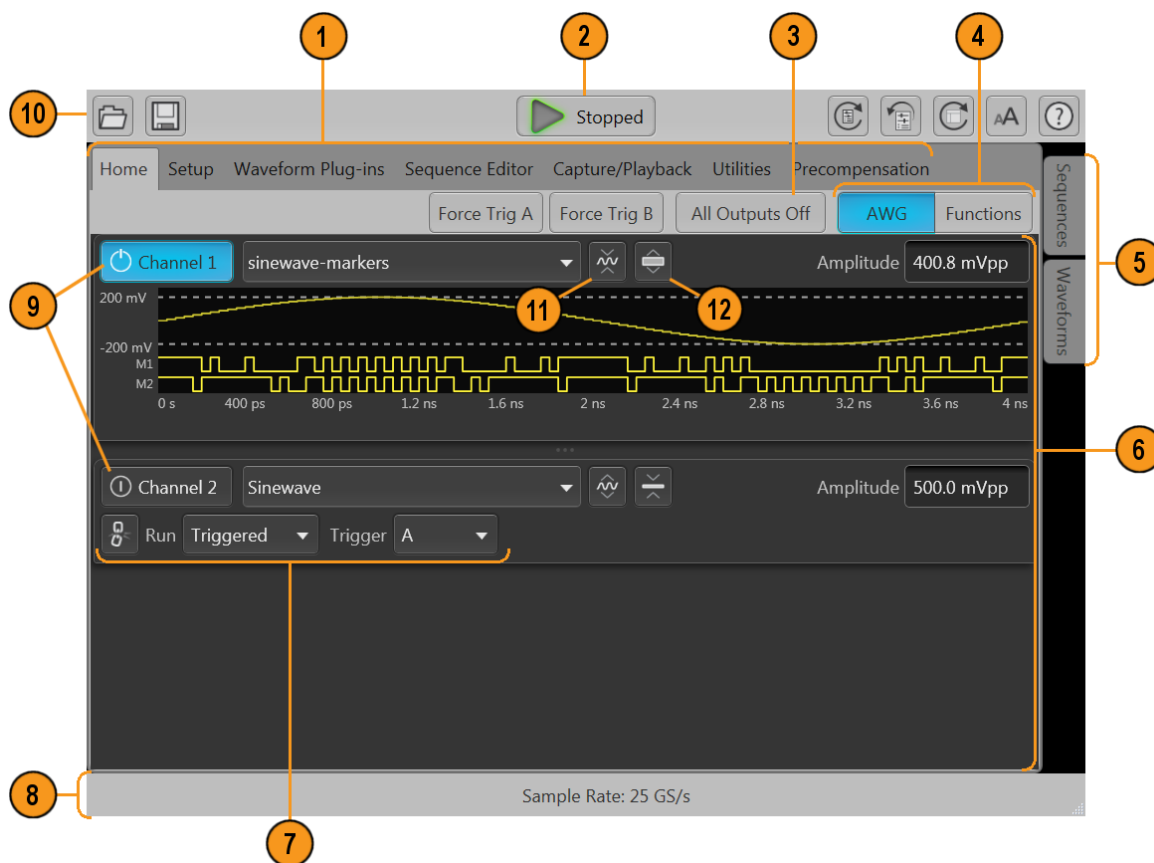 1
2
3
4
10
Stopped
AA
?
Home Setup Waveform Plug-ins Sequence Editor Capture/Playback Utilities Precompensation
Force Trig A Force Trig B All Outputs Off AWG Functions
Sequences
Waveforms
5
Channel 1 sinewave-markers Amplitude 400.8 mVpp
9
11
12
200 mV
-200 mV
M1
M2
0 s 400 ps 800 ps 1.2 ns 1.6 ns 2 ns 2.4 ns 2.8 ns 3.2 ns 3.6 ns 4 ns
6
Channel 2 Sinewave Amplitude 500.0 mVpp
Run Triggered Trigger A
8
Sample Rate: 25 GS/s
7